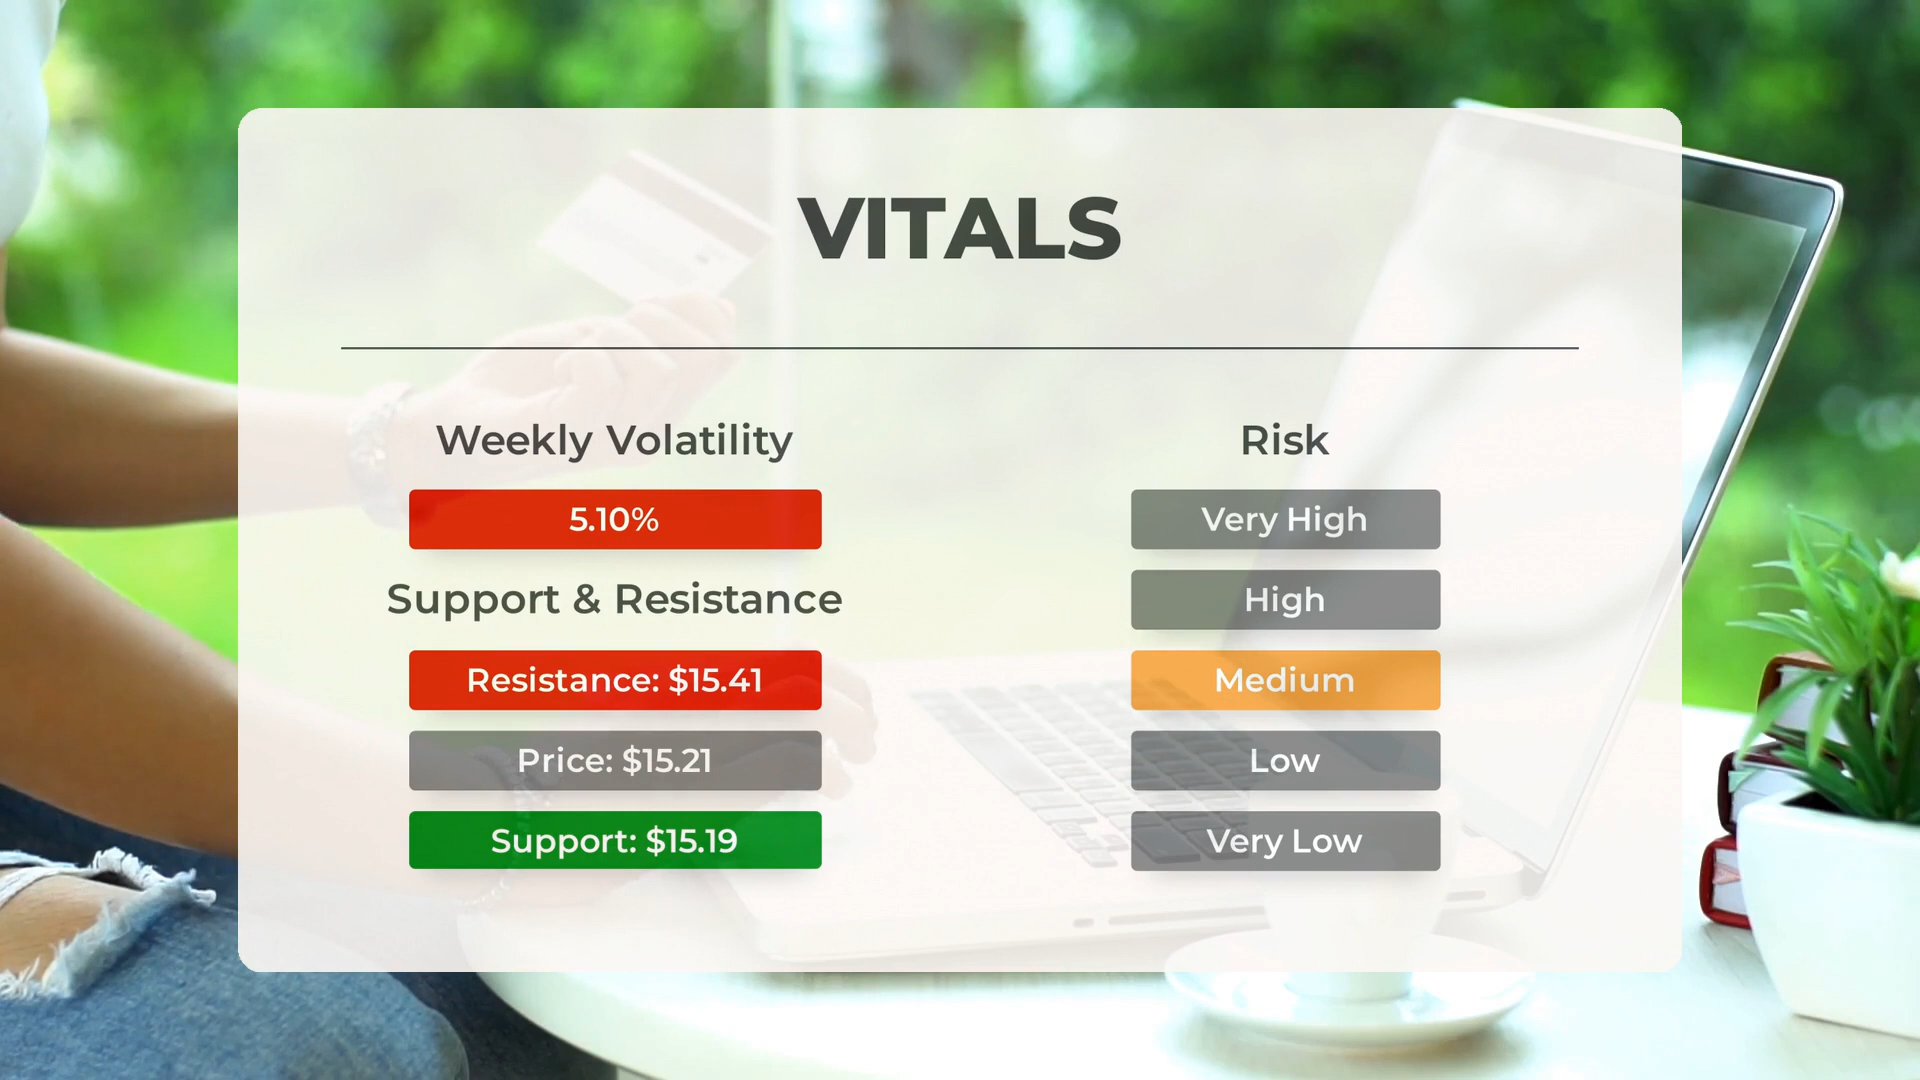 VITALS
Weekly Volatility
5.10%
Support & Resistance
Resistance: $15.41
Price: $15.21
Support: $15.19
Risk
Very High
High
Medium
Low
Very Low